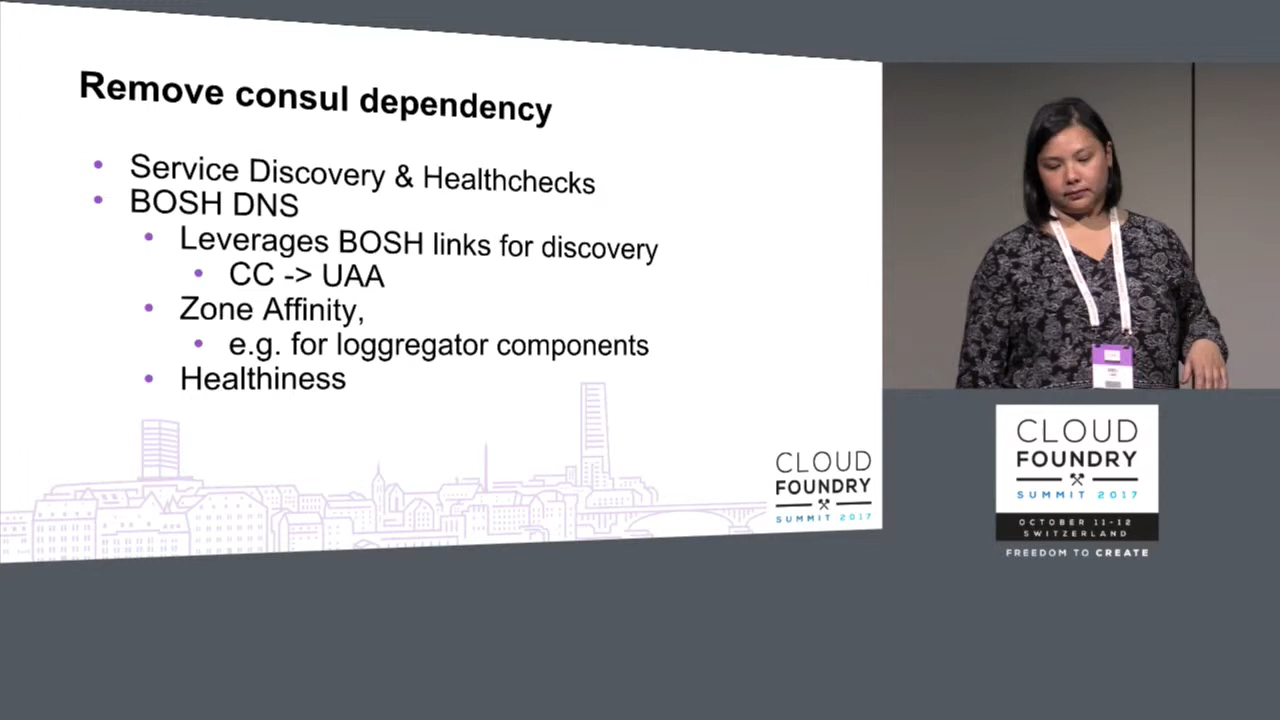 Remove consul dependency
• Service Discovery & Healthchecks
• BOSH DNS
• Leverages BOSH links for discovery
• CC -> UAA
• Zone Affinity,
• e.g. for loggregator components
• Healthiness
CLOUD
FOUNDRY
SUMMIT 2017
CLOUD
FOUNDRY
SUMMIT 2017
OCTOBER 11-12
SWITZERLAND
FREEDOM TO CREATE